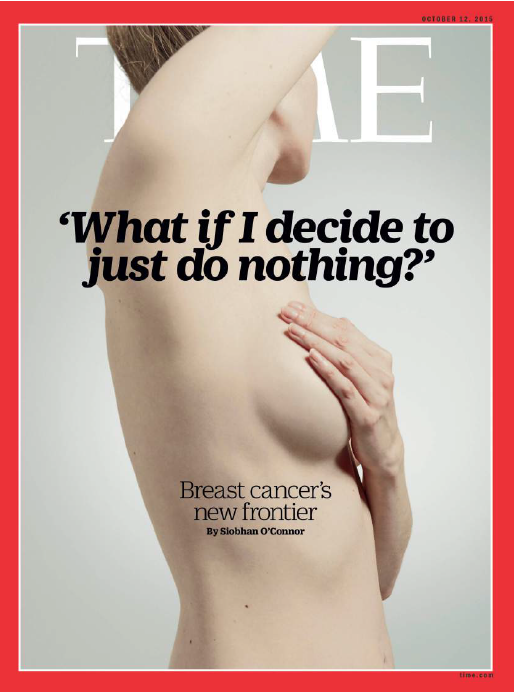 OCTOBER 12, 2015
TIME
‘What if I decide to
just do nothing?’
Breast cancer’s
new frontier
By Siobhan O’Connor
time.com